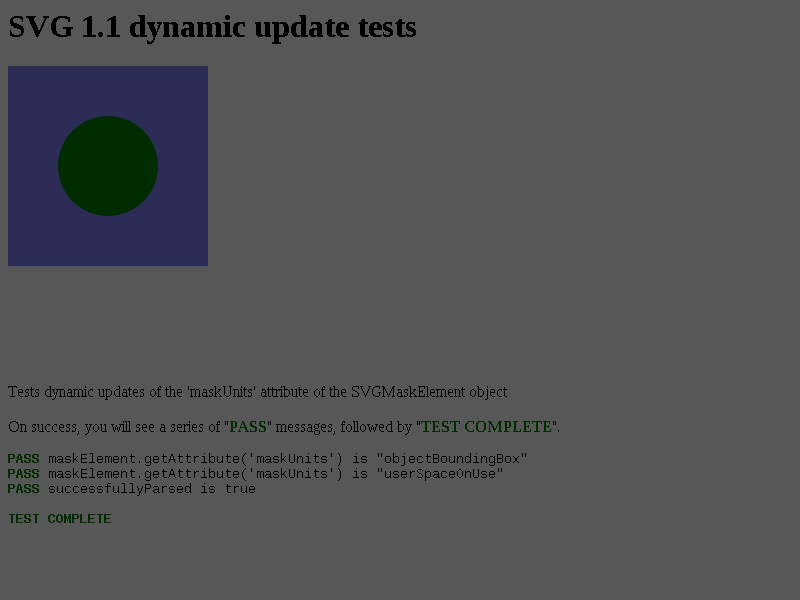 SVG 1.1 dynamic update tests
Tests dynamic updates of the 'maskUnits' attribute of the SVGMaskElement object
On success, you will see a series of "PASS" messages, followed by "TEST COMPLETE".
PASS maskElement.getAttribute('maskUnits') is "objectBoundingBox"
PASS maskElement.getAttribute('maskUnits') is "userSpaceOnUse"
PASS successfullyParsed is true
TEST COMPLETE